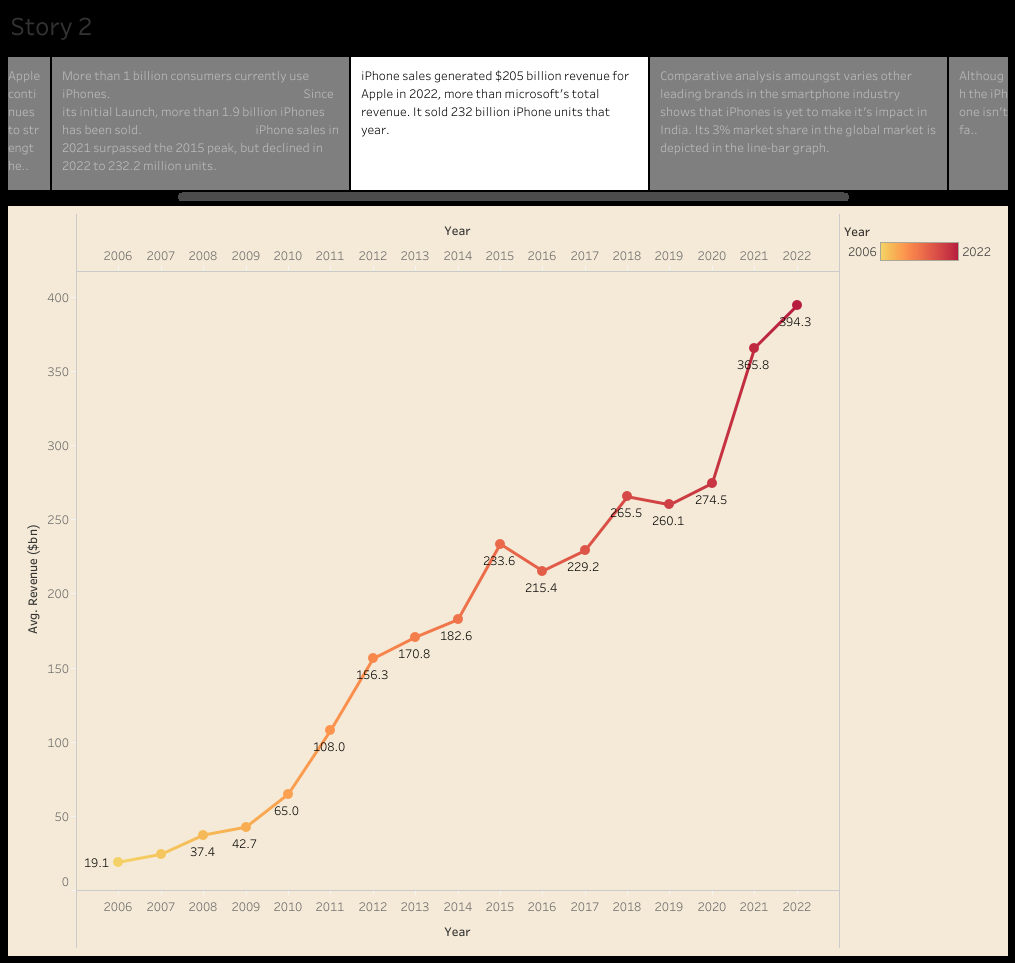 Story 2
Apple
conti
nues
to str
engt
he..
More than 1 billion consumers currently use
iPhones. Since
its initial Launch, more than 1.9 billion iPhones
has been sold. iPhone sales in
2021 surpassed the 2015 peak, but declined in
2022 to 232.2 million units.
iPhone sales generated $205 billion revenue for
Apple in 2022, more than microsoft's total
revenue. It sold 232 billion iPhone units that
year.
Comparative analysis amoungst varies other
leading brands in the smartphone industry
shows that iPhones is yet to make it's impact in
India. Its 3% market share in the global market is
depicted in the line-bar graph.
Althoug
h the iPh
one isn't
fa..
Year
2006 2007 2008 2009 2010 2011 2012 2013 2014 2015 2016 2017 2018 2019 2020 2021 2022
Year
2006 2022
Avg. Revenue ($bn)
400
350
300
250
200
150
100
50
0
19.1
37.4
42.7
65.0
108.0
156.3
170.8
182.6
233.6
215.4
229.2
265.5
260.1
274.5
365.8
394.3
2006 2007 2008 2009 2010 2011 2012 2013 2014 2015 2016 2017 2018 2019 2020 2021 2022
Year